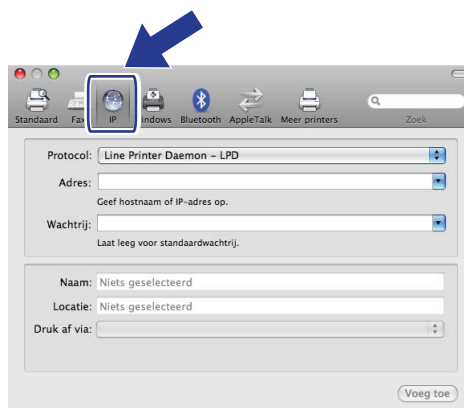 Standaard Fax IP Windows Bluetooth AppleTalk Meer printers Zoek
Protocol: Line Printer Daemon – LPD
Adres:
Geef hostnaam of IP-adres op.
Wachtrij:
Laat leeg voor standaardwachtrij.
Naam: Niets geselecteerd
Locatie: Niets geselecteerd
Druk af via:
Voeg toe